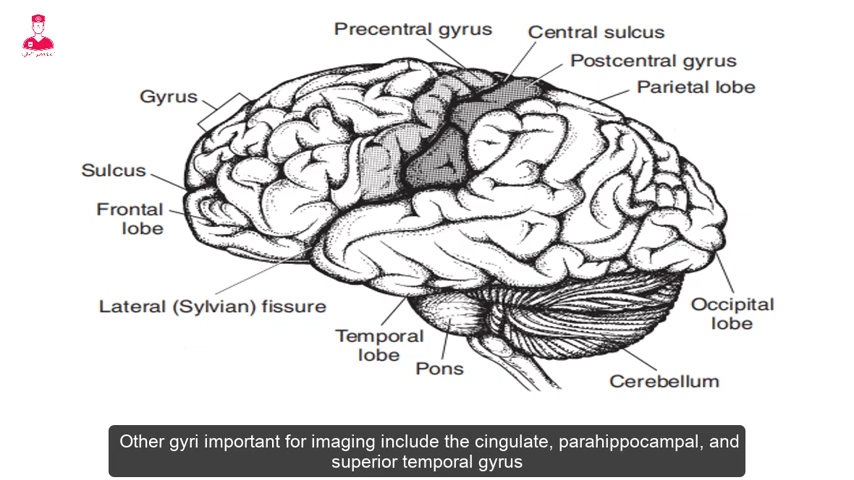 Precentral gyrus
Central sulcus
Postcentral gyrus
Parietal lobe
Gyrus
Sulcus
Frontal
lobe
Lateral (Sylvian) fissure
Temporal
lobe
Pons
Occipital
lobe
Cerebellum
Other gyri important for imaging include the cingulate, parahippocampal, and
superior temporal gyrus